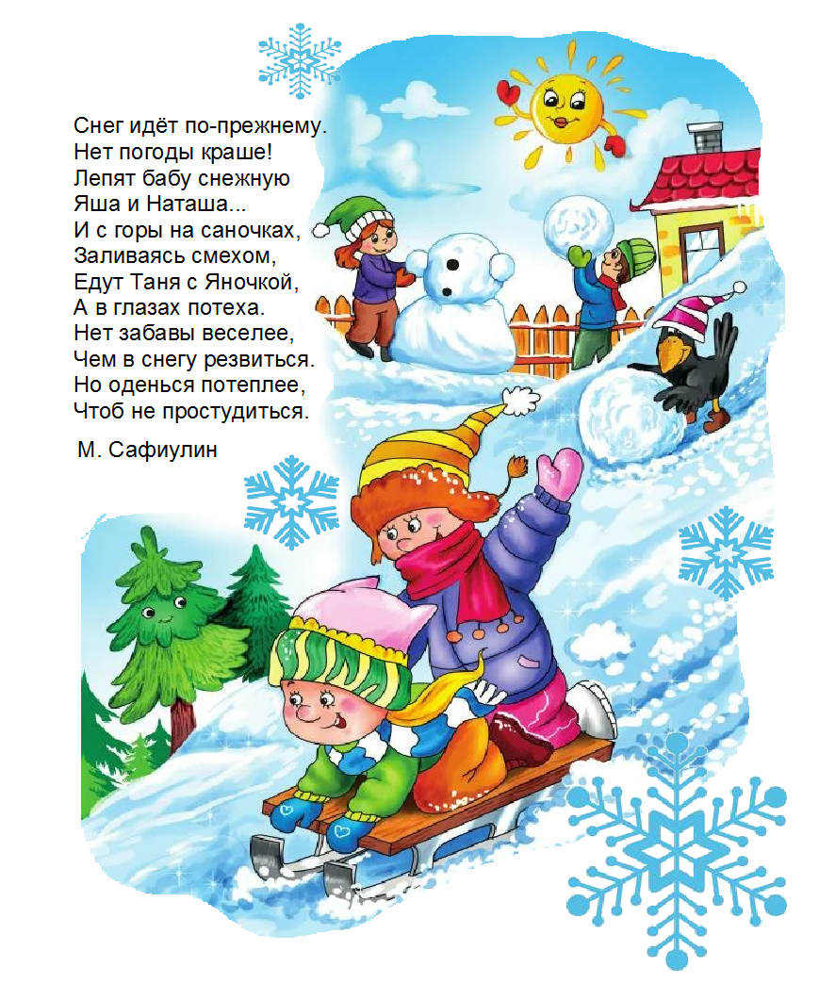 Снег идёт по-прежнему.
Нет погоды краше!
Лепят бабу снежную
Яша и Наташа...
И с горы на саночках,
Заливаясь смехом,
Едут Таня с Яночкой,
А в глазах потеха.
Нет забавы веселее,
Чем в снегу резвиться.
Но оденься потеплее,
Чтоб не простудиться.
М. Сафиулин